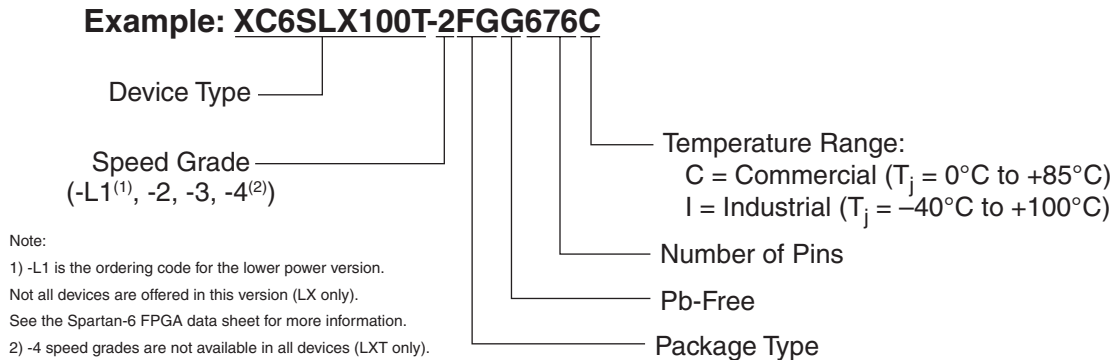 Example: XC6SLX100T-2FGG676C
Device Type
Speed Grade
(-L1(1), -2, -3, -4(2))
Temperature Range:
C = Commercial (Tj = 0°C to +85°C)
I = Industrial (Tj = –40°C to +100°C)
Number of Pins
Pb-Free
Package Type
Note:
1) -L1 is the ordering code for the lower power version.
Not all devices are offered in this version (LX only).
See the Spartan-6 FPGA data sheet for more information.
2) -4 speed grades are not available in all devices (LXT only).